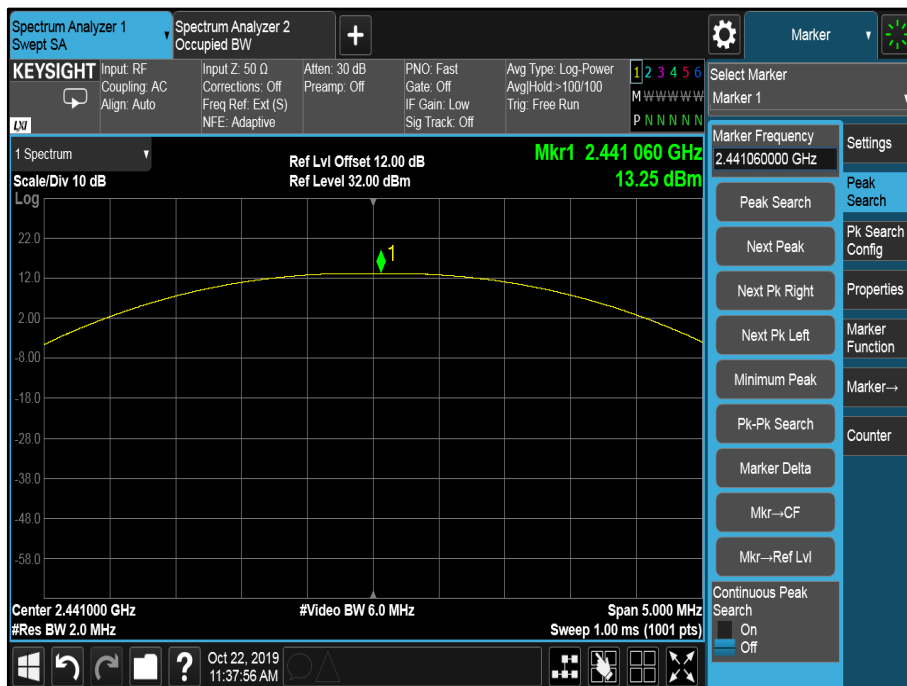 Spectrum Analyzer 1
Swept SA
Spectrum Analyzer 2
Occupied BW
+
Marker
KEYSIGHT
LXI
Input: RF
Coupling: AC
Align: Auto
Input Z: 50 Ω
Corrections: Off
Freq Ref: Ext (S)
NFE: Adaptive
Atten: 30 dB
Preamp: Off
PNO: Fast
Gate: Off
IF Gain: Low
Sig Track: Off
Avg Type: Log-Power
Avg|Hold:>100/100
Trig: Free Run
1 2 3 4 5 6
M W W W W W
P N N N N N
Select Marker
Marker 1
1 Spectrum
Scale/Div 10 dB
Log
Ref Lvl Offset 12.00 dB
Ref Level 32.00 dBm
Mkr1 2.441 060 GHz
13.25 dBm
1
22.0
12.0
2.00
-8.00
-18.0
-28.0
-38.0
-48.0
-58.0
Center 2.441000 GHz
#Res BW 2.0 MHz
#Video BW 6.0 MHz
Span 5.000 MHz
Sweep 1.00 ms (1001 pts)
Marker Frequency
2.441060000 GHz
Peak Search
Next Peak
Next Pk Right
Next Pk Left
Minimum Peak
Pk-Pk Search
Marker Delta
Mkr→CF
Mkr→Ref Lvl
Continuous Peak
Search
On
Off
Settings
Peak
Search
Pk Search
Config
Properties
Marker
Function
Marker→
Counter
?
Oct 22, 2019
11:37:56 AM